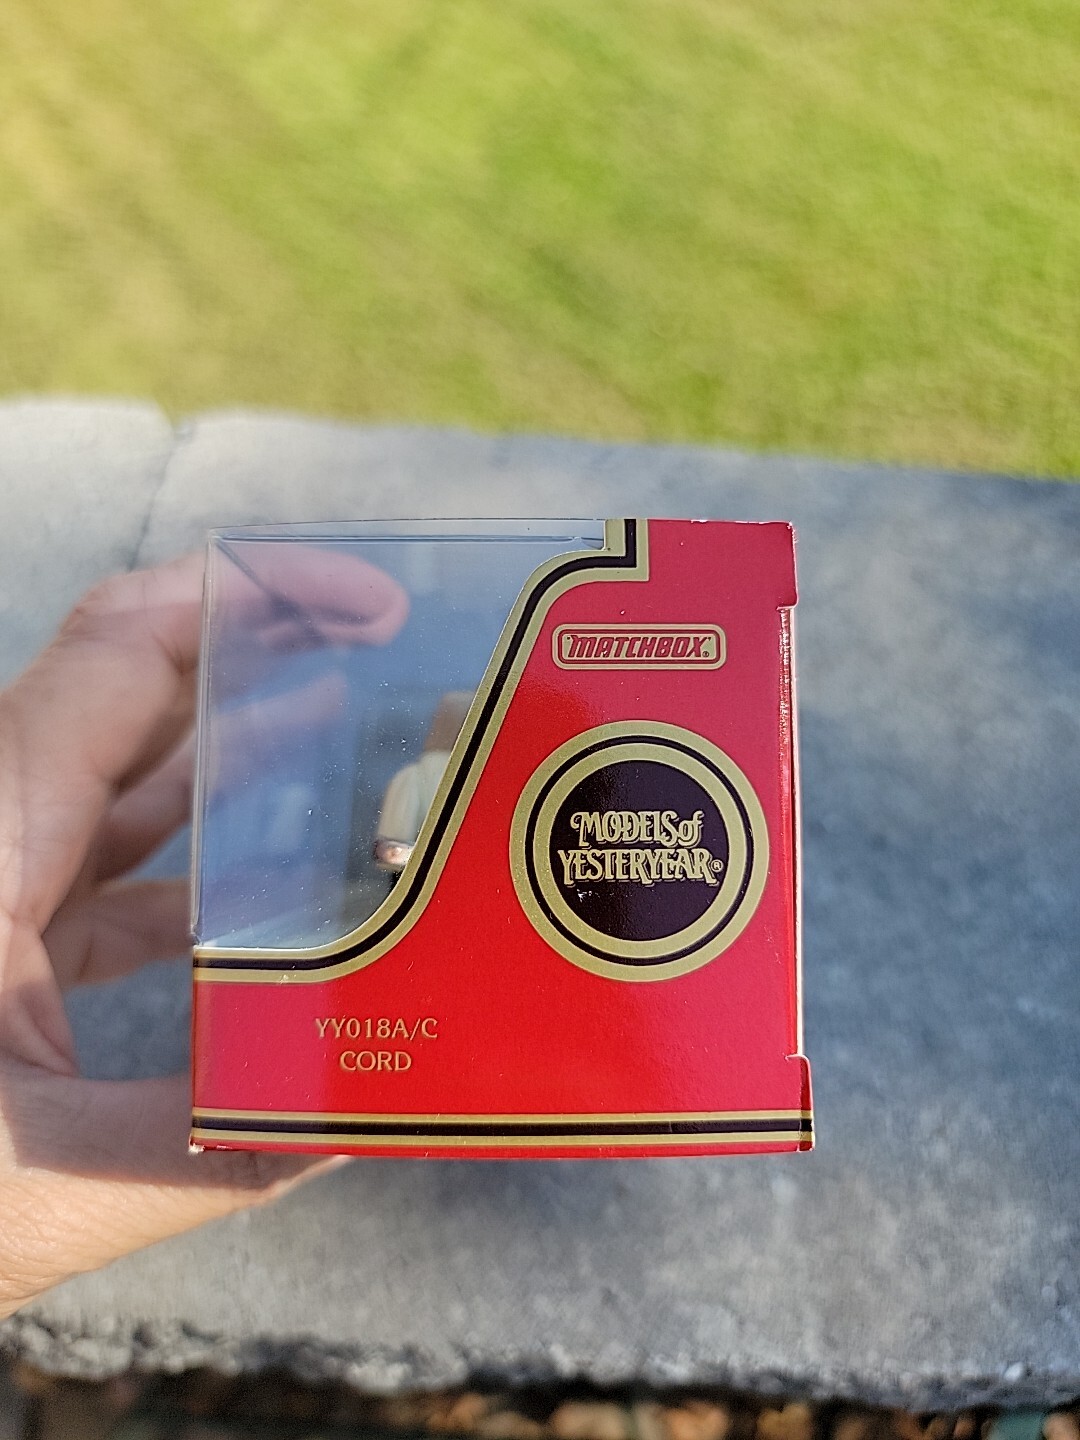 MATCHBOX®
MODELS of
YESTERYEAR®
YY018A/C
CORD